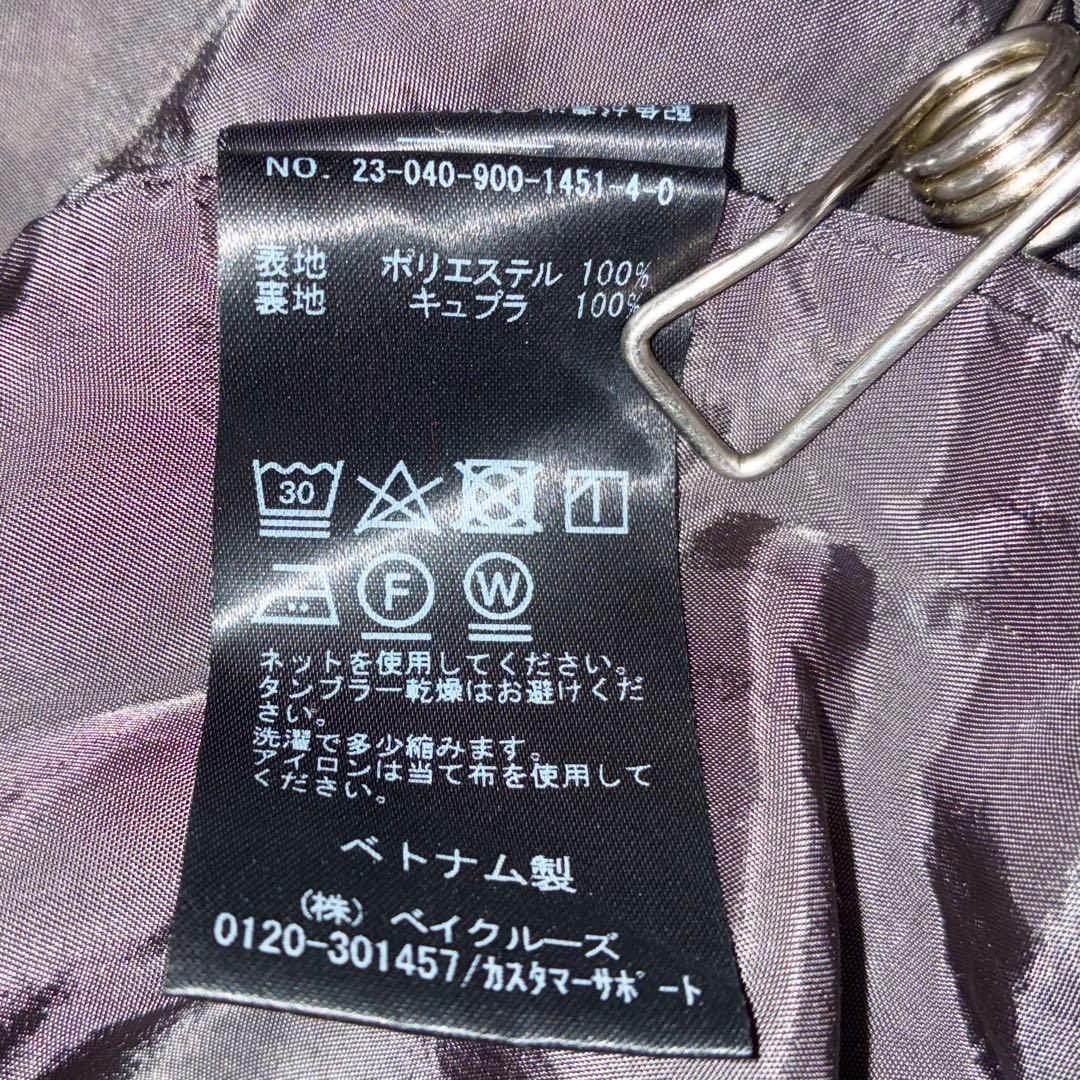 NO. 23-040-900-1451-4-0
表地 ポリエステル 100%
裏地 キュプラ 100%
30
F W
ネットを使用してください。
タンブラー乾燥はお避けくだ
さい。
洗濯で多少縮みます。
アイロンは当て布を使用して
ください。
ベトナム製
(株) ベイクルーズ
0120-301457/カスタマーサポート